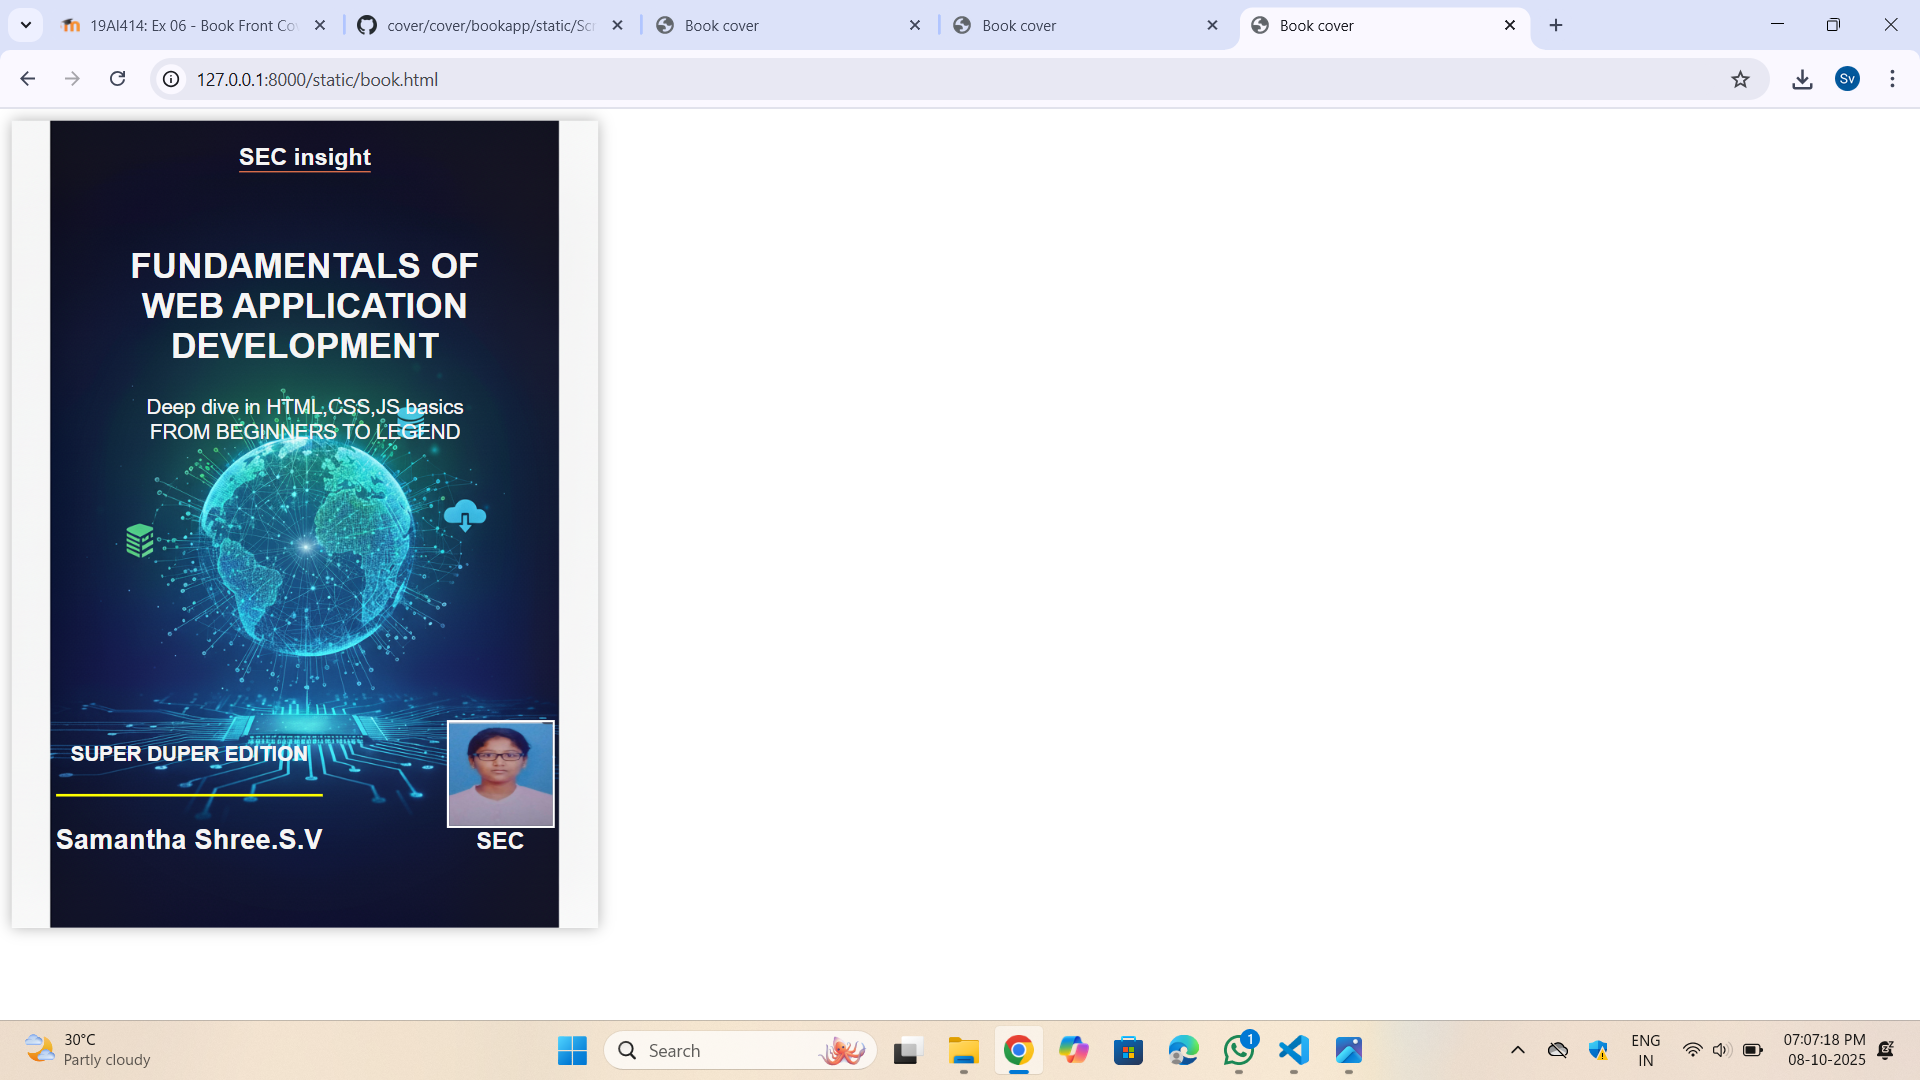 19AI414: Ex 06 - Book Front Co
cover/cover/bookapp/static/Scr
Book cover
Book cover
Book cover
127.0.0.1:8000/static/book.html
Sv
SEC insight
FUNDAMENTALS OF
WEB APPLICATION
DEVELOPMENT
Deep dive in HTML,CSS,JS basics
FROM BEGINNERS TO LEGEND
SUPER DUPER EDITION
Samantha Shree.S.V
SEC
30°C
Partly cloudy
Search
1
ENG
IN
07:07:18 PM
08-10-2025